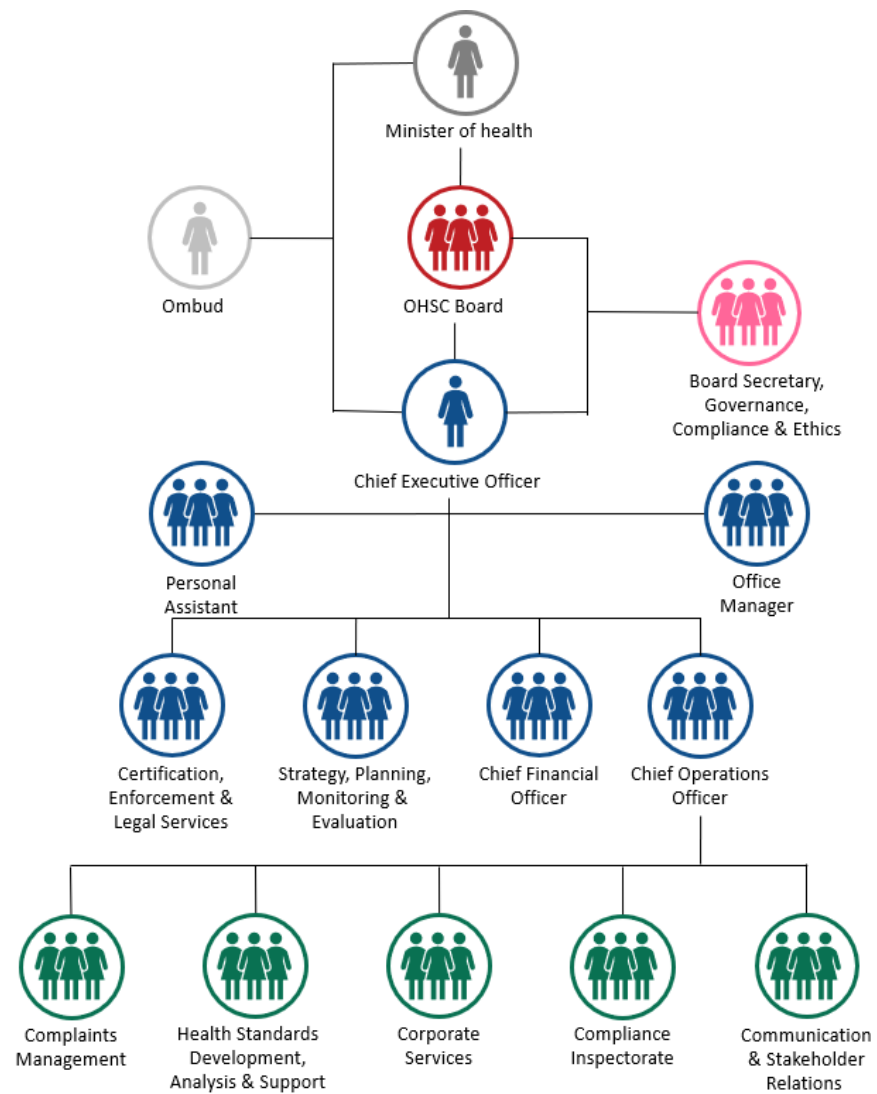 Minister of health
Ombud
OHSC Board
Board Secretary,
Governance,
Compliance & Ethics
Chief Executive Officer
Personal
Assistant
Office
Manager
Certification,
Enforcement &
Legal Services
Strategy, Planning,
Monitoring &
Evaluation
Chief Financial
Officer
Chief Operations
Officer
Complaints
Management
Health Standards
Development,
Analysis & Support
Corporate
Services
Compliance
Inspectorate
Communication
& Stakeholder
Relations